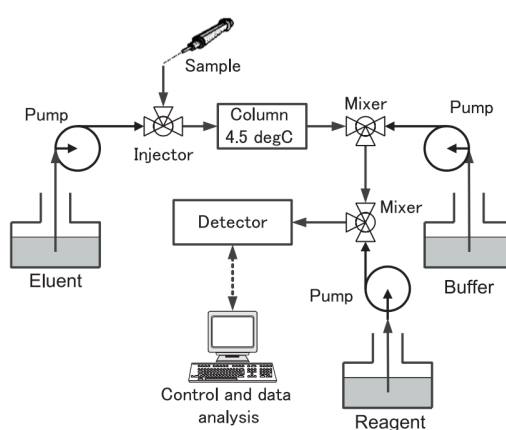 Sample
Pump
Injector
Column
4.5 degC
Mixer
Pump
Eluent
Detector
Mixer
Buffer
Pump
Control and data
analysis
Reagent